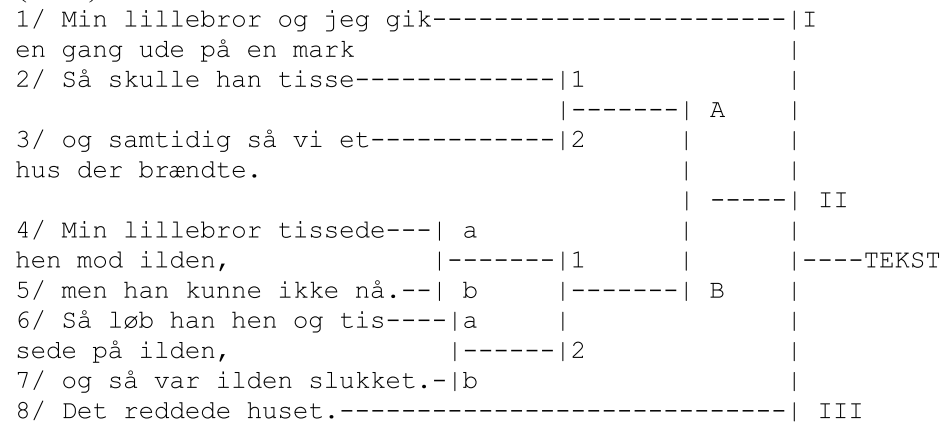 1/ Min lillebror og jeg gik-----------------------|I
en gang ude på en mark                            |
2/ Så skulle han tisse-------------|1             |
                                   |-------| A    |
3/ og samtidig så vi et------------|2      |      |
hus der brændte.                           |      |
                                           | -----| II
4/ Min lillebror tissede---| a             |      |
hen mod ilden,             |-------|1      |      |----TEKST
5/ men han kunne ikke nå.--| b     |-------| B    |
6/ Så løb han hen og tis----|a     |              |
sede på ilden,              |------|2             |
7/ og så var ilden slukket.-|b                    |
8/ Det reddede huset.-----------------------------| III